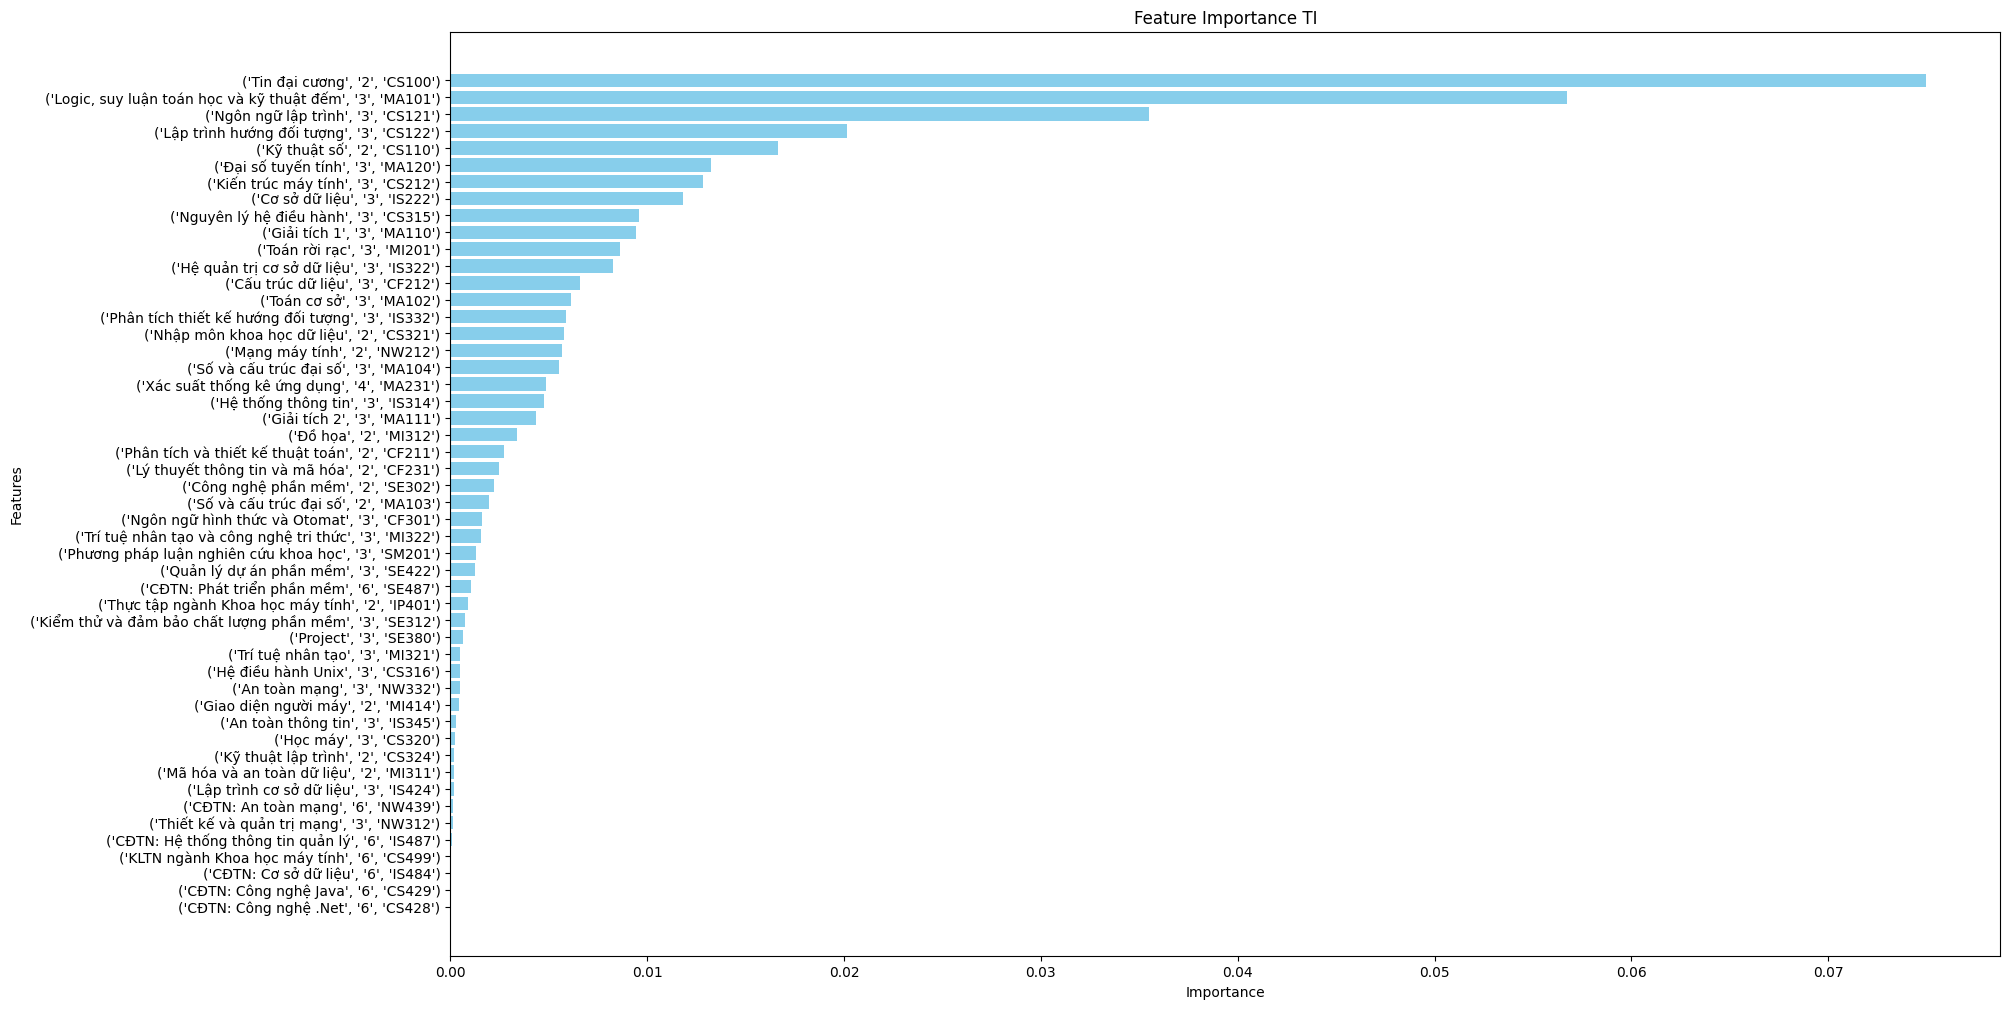 Feature Importance TI
Features
('Tin đại cương', '2', 'CS100')
('Logic, suy luận toán học và kỹ thuật đếm', '3', 'MA101')
('Ngôn ngữ lập trình', '3', 'CS121')
('Lập trình hướng đối tượng', '3', 'CS122')
('Kỹ thuật số', '2', 'CS110')
('Đại số tuyến tính', '3', 'MA120')
('Kiến trúc máy tính', '3', 'CS212')
('Cơ sở dữ liệu', '3', 'IS222')
('Nguyên lý hệ điều hành', '3', 'CS315')
('Giải tích 1', '3', 'MA110')
('Toán rời rạc', '3', 'MI201')
('Hệ quản trị cơ sở dữ liệu', '3', 'IS322')
('Cấu trúc dữ liệu', '3', 'CF212')
('Toán cơ sở', '3', 'MA102')
('Phân tích thiết kế hướng đối tượng', '3', 'IS332')
('Nhập môn khoa học dữ liệu', '2', 'CS321')
('Mạng máy tính', '2', 'NW212')
('Số và cấu trúc đại số', '3', 'MA104')
('Xác suất thống kê ứng dụng', '4', 'MA231')
('Hệ thống thông tin', '3', 'IS314')
('Giải tích 2', '3', 'MA111')
('Đồ họa', '2', 'MI312')
('Phân tích và thiết kế thuật toán', '2', 'CF211')
('Lý thuyết thông tin và mã hóa', '2', 'CF231')
('Công nghệ phần mềm', '2', 'SE302')
('Số và cấu trúc đại số', '2', 'MA103')
('Ngôn ngữ hình thức và Otomat', '3', 'CF301')
('Trí tuệ nhân tạo và công nghệ tri thức', '3', 'MI322')
('Phương pháp luận nghiên cứu khoa học', '3', 'SM201')
('Quản lý dự án phần mềm', '3', 'SE422')
('CĐTN: Phát triển phần mềm', '6', 'SE487')
('Thực tập ngành Khoa học máy tính', '2', 'IP401')
('Kiểm thử và đảm bảo chất lượng phần mềm', '3', 'SE312')
('Project', '3', 'SE380')
('Trí tuệ nhân tạo', '3', 'MI321')
('Hệ điều hành Unix', '3', 'CS316')
('An toàn mạng', '3', 'NW332')
('Giao diện người máy', '2', 'MI414')
('An toàn thông tin', '3', 'IS345')
('Học máy', '3', 'CS320')
('Kỹ thuật lập trình', '2', 'CS324')
('Mã hóa và an toàn dữ liệu', '2', 'MI311')
('Lập trình cơ sở dữ liệu', '3', 'IS424')
('CĐTN: An toàn mạng', '6', 'NW439')
('Thiết kế và quản trị mạng', '3', 'NW312')
('CĐTN: Hệ thống thông tin quản lý', '6', 'IS487')
('KLTN ngành Khoa học máy tính', '6', 'CS499')
('CĐTN: Cơ sở dữ liệu', '6', 'IS484')
('CĐTN: Công nghệ Java', '6', 'CS429')
('CĐTN: Công nghệ .Net', '6', 'CS428')
0.00 0.01 0.02 0.03 0.04 0.05 0.06 0.07
Importance